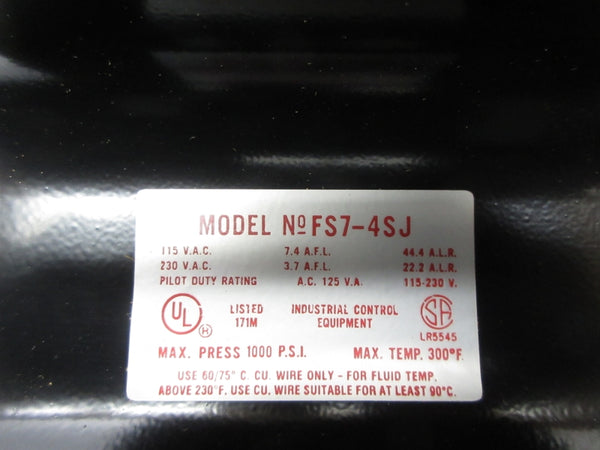 MODEL Nº FS7-4SJ
115 V.A.C. 7.4 A.F.L. 44.4 A.L.R.
230 V.A.C. 3.7 A.F.L. 22.2 A.L.R.
PILOT DUTY RATING A.C. 125 V.A. 115-230 V.
UL R LISTED INDUSTRIAL CONTROL SA
171M EQUIPMENT LR5545
MAX. PRESS 1000 P.S.I. MAX. TEMP. 300°F.
USE 60/75° C. CU. WIRE ONLY - FOR FLUID TEMP.
ABOVE 230°F. USE CU. WIRE SUITABLE FOR AT LEAST 90°C.